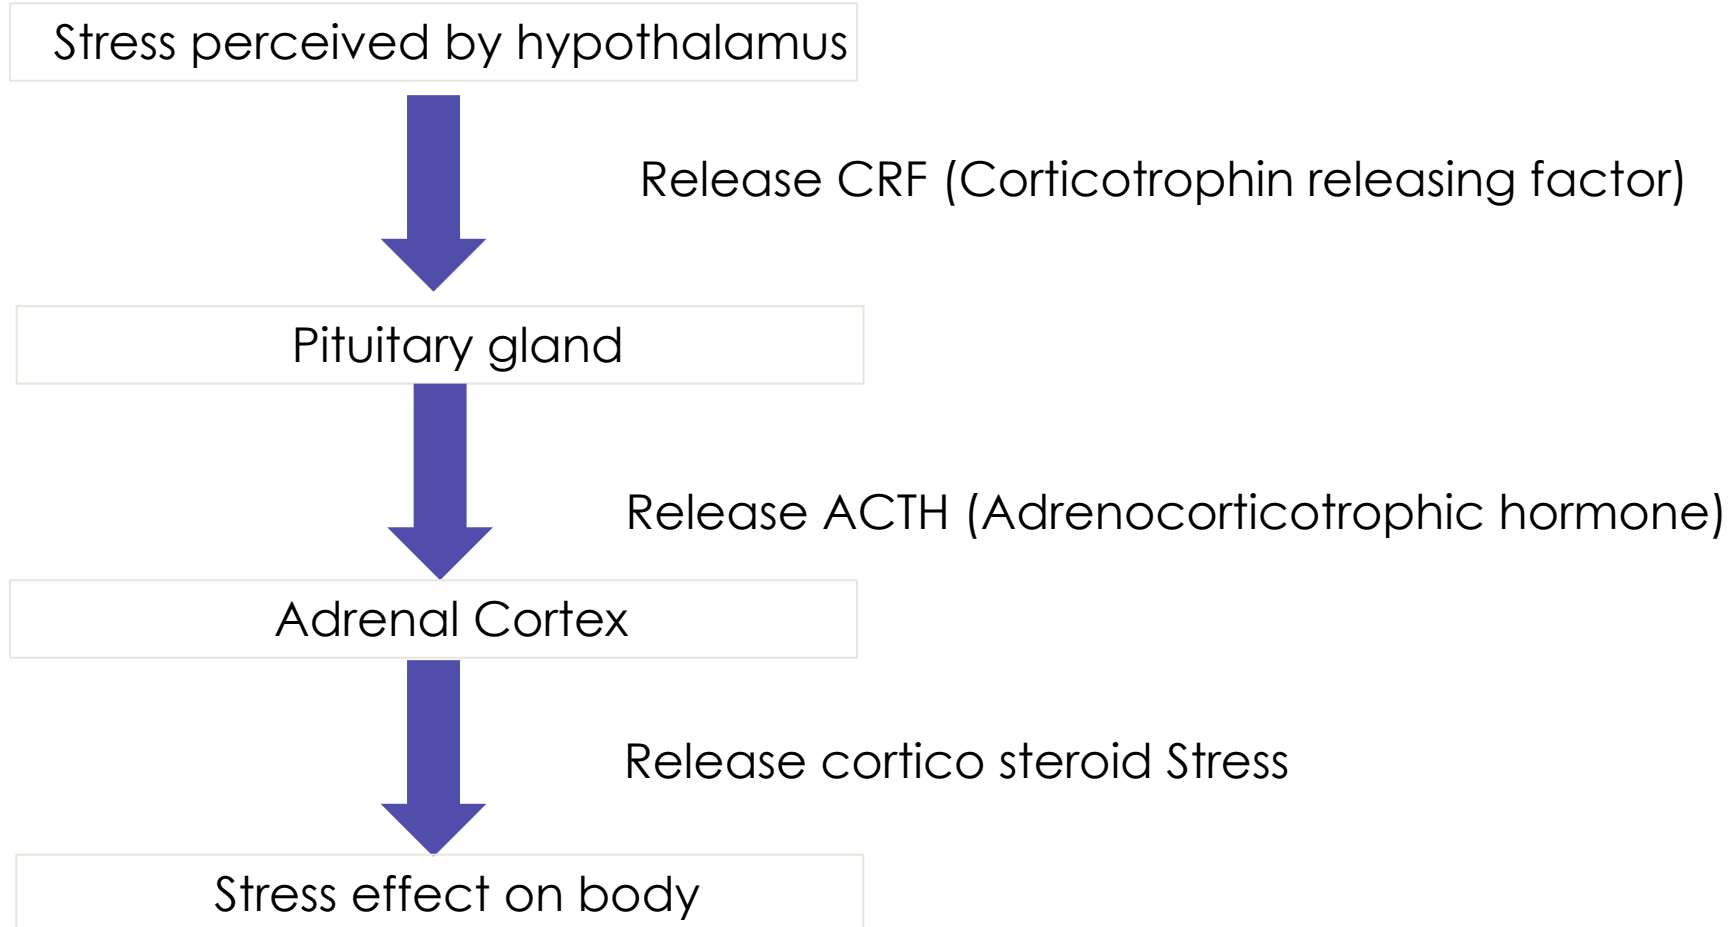 Stress perceived by hypothalamus
Release CRF (Corticotrophin releasing factor)
Pituitary gland
Release ACTH (Adrenocorticotrophic hormone)
Adrenal Cortex
Release cortico steroid Stress
Stress effect on body